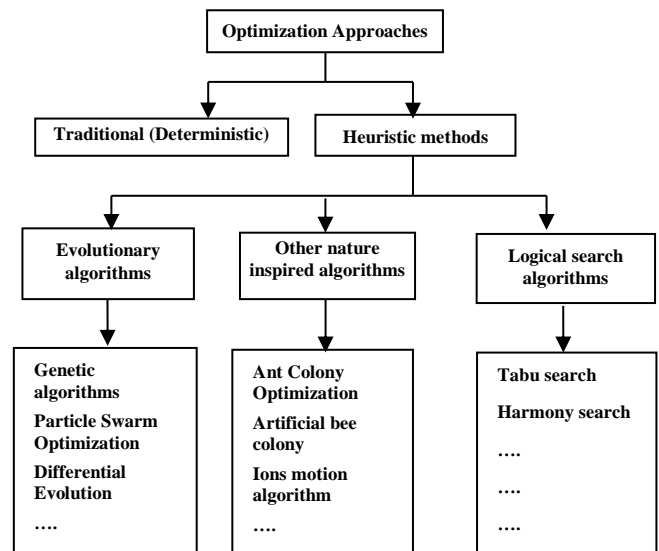 Optimization Approaches
Traditional (Deterministic)
Heuristic methods
Evolutionary
algorithms
Other nature
inspired algorithms
Logical search
algorithms
Genetic
algorithms
Particle Swarm
Optimization
Differential
Evolution
….
Ant Colony
Optimization
Artificial bee
colony
Ions motion
algorithm
….
Tabu search
Harmony search
….
….
….